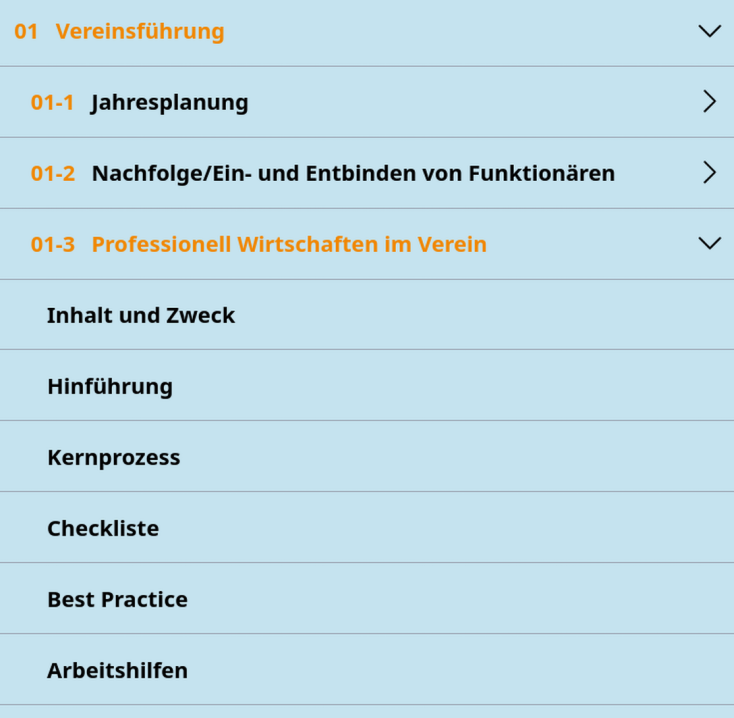 01 Vereinsführung
01-1 Jahresplanung
01-2 Nachfolge/Ein- und Entbinden von Funktionären
01-3 Professionell Wirtschaften im Verein
Inhalt und Zweck
Hinführung
Kernprozess
Checkliste
Best Practice
Arbeitshilfen